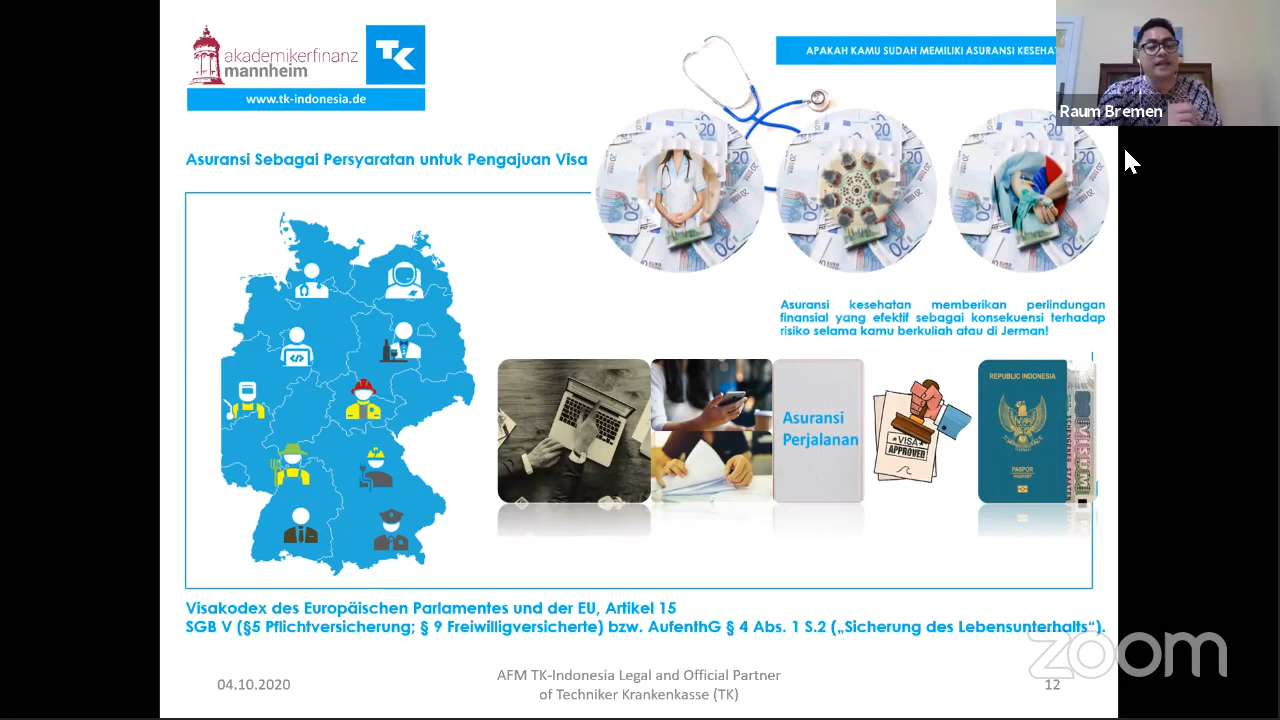 akademikerfinanz
mannheim
TK
www.tk-indonesia.de
APAKAH KAMU SUDAH MEMILIKI ASURANSI KESEHAT
Raum Bremen
Asuransi Sebagai Persyaratan untuk Pengajuan Visa
Asuransi kesehatan memberikan perlindungan
finansial yang efektif sebagai konsekuensi terhadap
risiko selama kamu berkuliah atau di Jerman!
Asuransi
Perjalanan
VISA
APPROVER
REPUBLIC INDONESIA
PASPOR
Visakodex des Europäischen Parlamentes und der EU, Artikel 15
SGB V (§5 Pflichtversicherung; § 9 Freiwilligversicherte) bzw. AufenthG § 4 Abs. 1 S.2 („Sicherung des Lebensunterhalts“).
04.10.2020
AFM TK-Indonesia Legal and Official Partner
of Techniker Krankenkasse (TK)
12
zoom